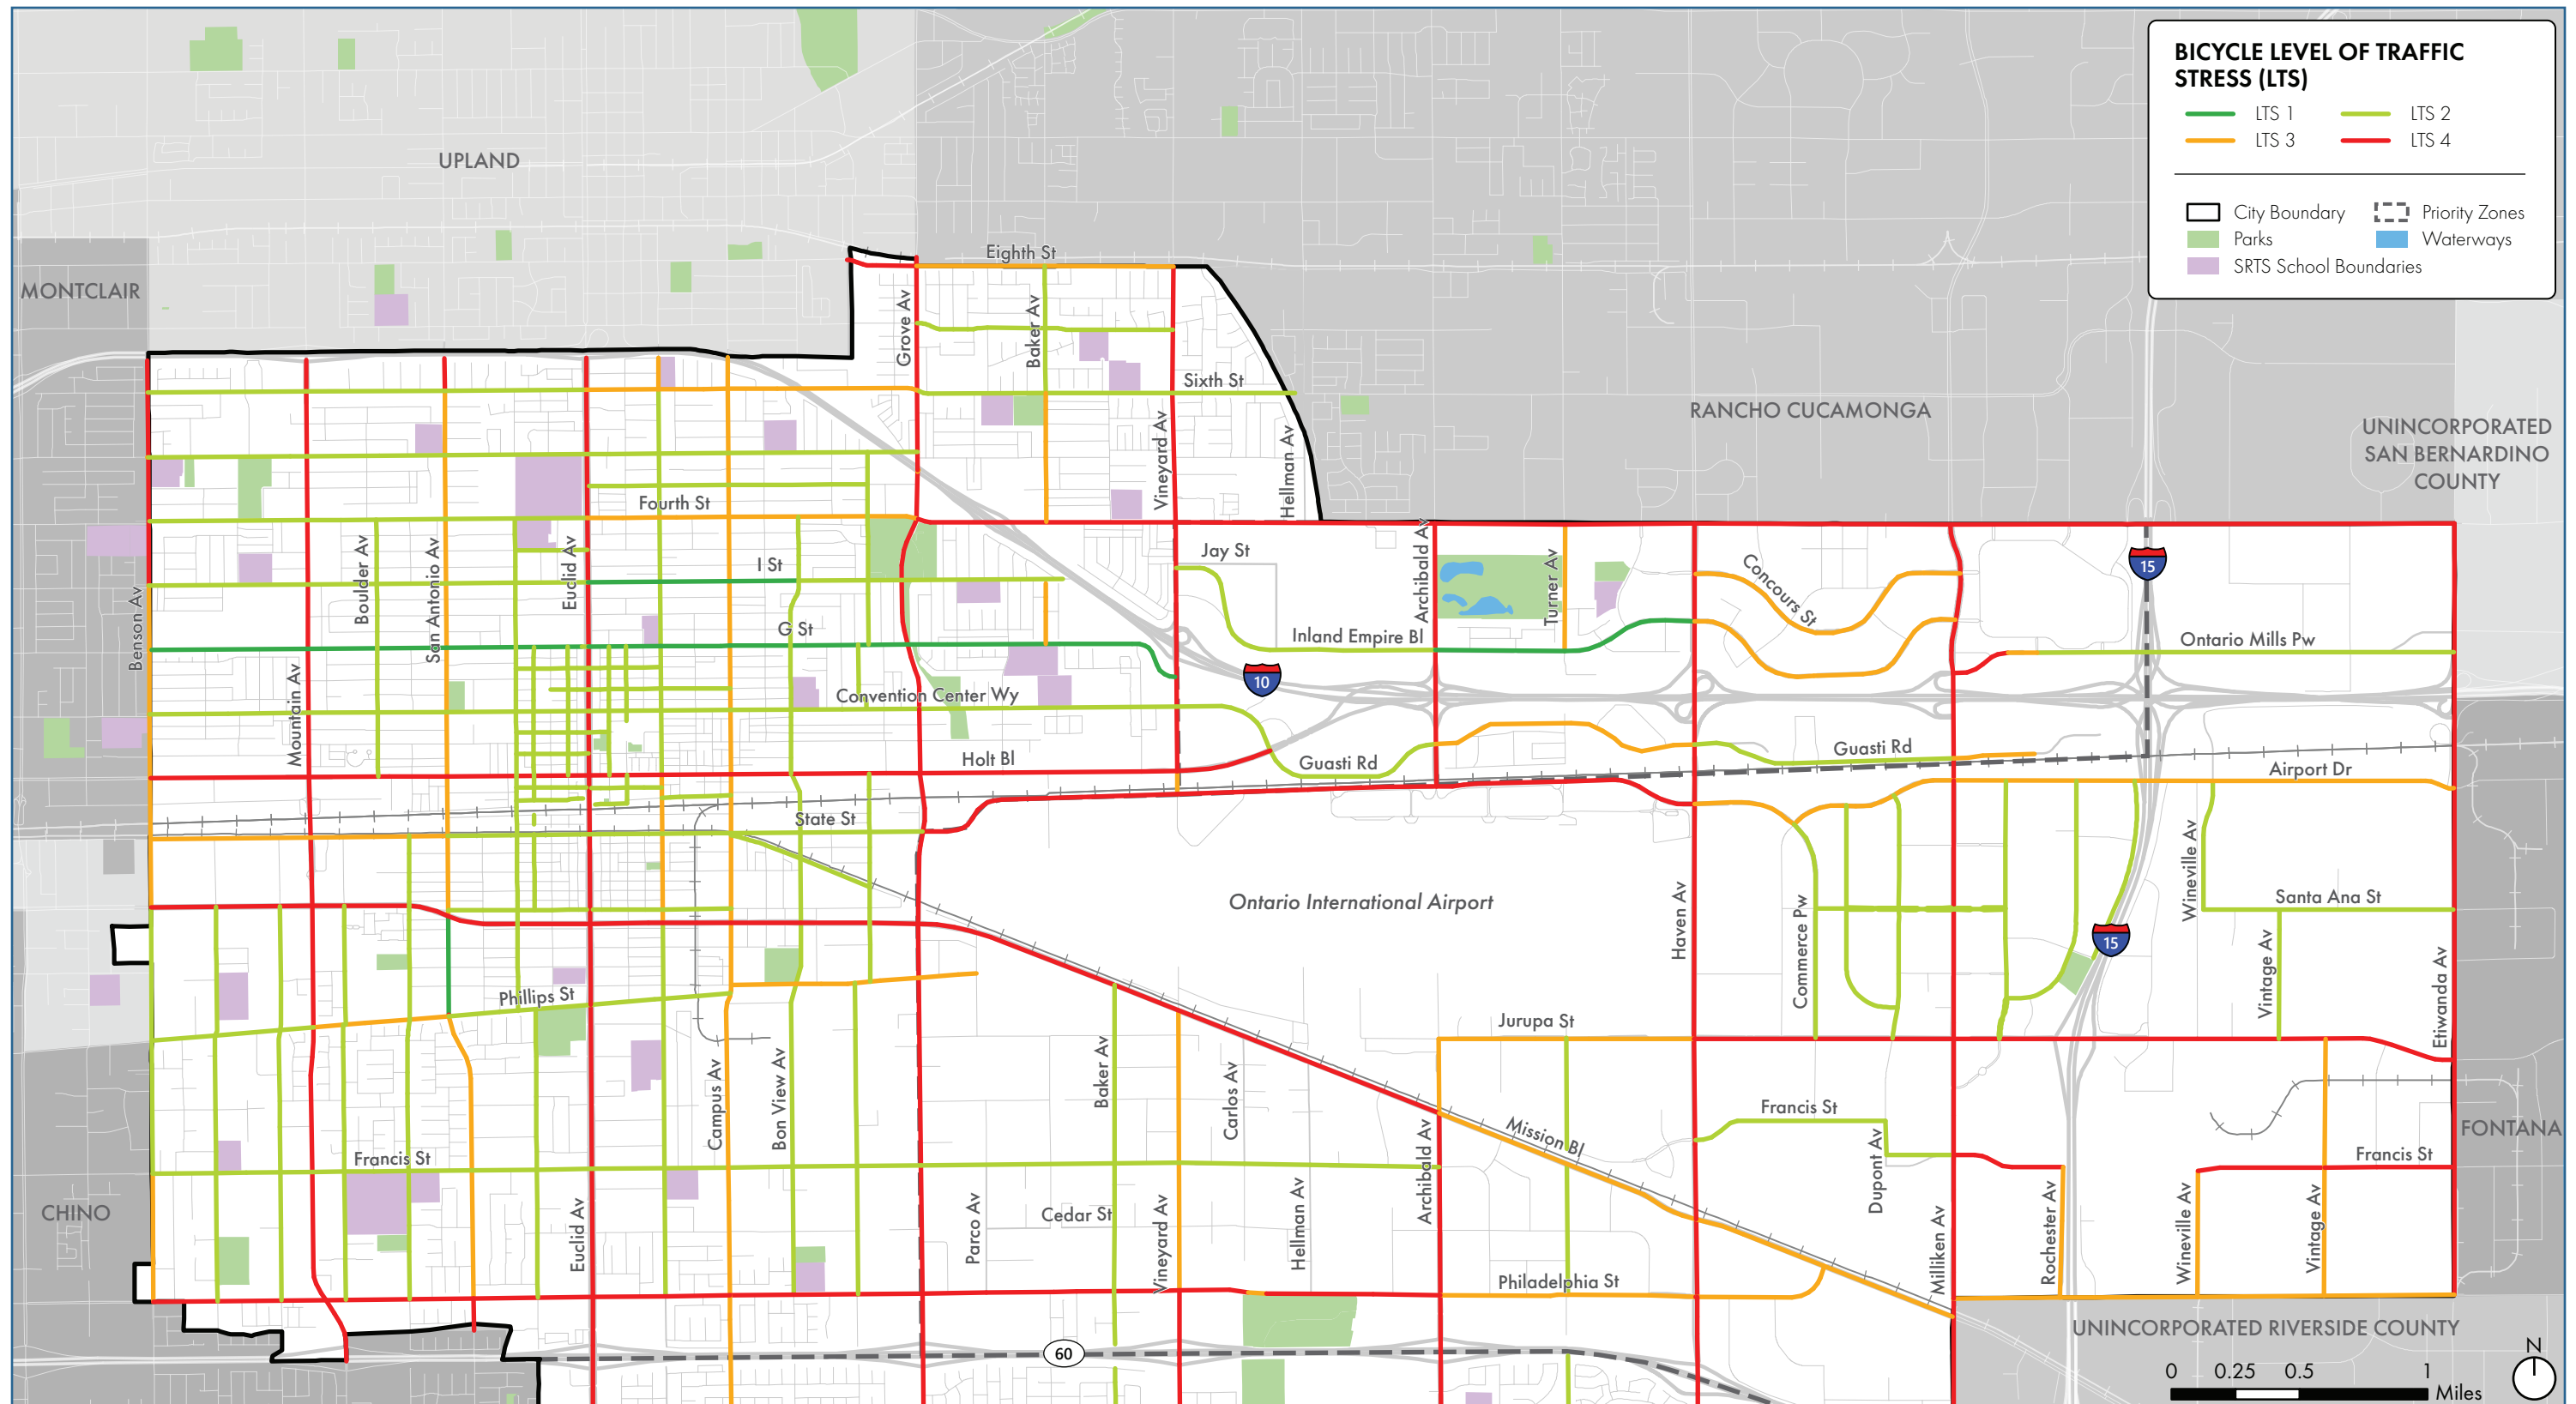 BICYCLE LEVEL OF TRAFFIC
STRESS (LTS)
LTS 1
LTS 2
LTS 3
LTS 4
City Boundary
Priority Zones
Parks
Waterways
SRTS School Boundaries
UPLAND
MONTCLAIR
Eighth St
Grove Av
Baker Av
Sixth St
RANCHO CUCAMONGA
UNINCORPORATED
SAN BERNARDINO
COUNTY
Vineyard Av
Hellman Av
Fourth St
Boulder Av
San Antonio Av
Euclid Av
I St
Jay St
Archibald Av
Turner Av
Concours St
15
Benson Av
G St
Inland Empire Bl
Ontario Mills Pw
Mountain Av
Convention Center Wy
10
Holt Bl
Guasti Rd
Guasti Rd
Airport Dr
State St
Ontario International Airport
Haven Av
Commerce Pw
Wineville Av
Santa Ana St
15
Vintage Av
Etiwanda Av
Phillips St
Jurupa St
Campus Av
Bon View Av
Baker Av
Carlos Av
Francis St
Mission Bl
Dupont Av
FONTANA
Francis St
Francis St
Archibald Av
CHINO
Euclid Av
Parco Av
Cedar St
Vineyard Av
Hellman Av
Milliken Av
Rochester Av
Wineville Av
Vintage Av
Philadelphia St
UNINCORPORATED RIVERSIDE COUNTY
60
N
0 0.25 0.5 1
Miles